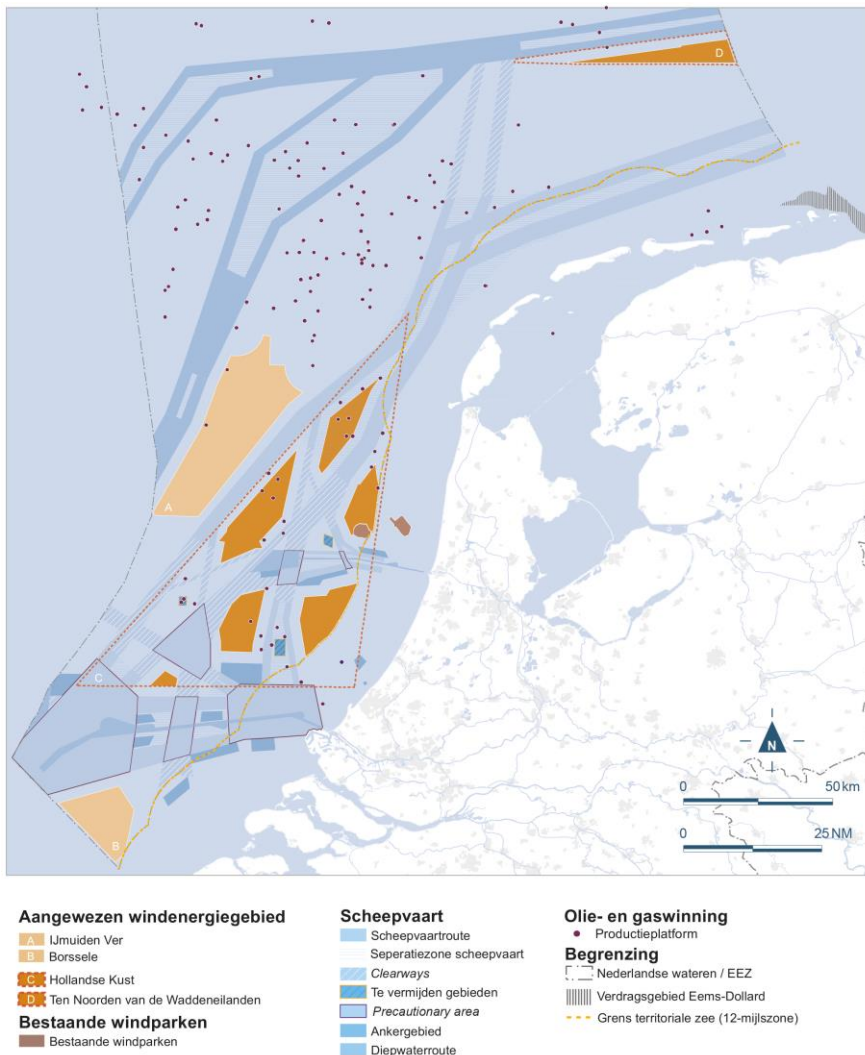 D
A
C
B
N
0 50 km
0 25 NM
Aangewezen windenergiegebied
A IJmuiden Ver
B Borssele
C Hollandse Kust
D Ten Noorden van de Waddeneilanden
Bestaande windparken
Bestaande windparken
Scheepvaart
Scheepvaartroute
Seperatiezone scheepvaart
Clearways
Te vermijden gebieden
Precautionary area
Ankergebied
Diepwaterroute
Olie- en gaswinning
Productieplatform
Begrenzing
Nederlandse wateren / EEZ
Verdragsgebied Eems-Dollard
Grens territoriale zee (12-mijlszone)